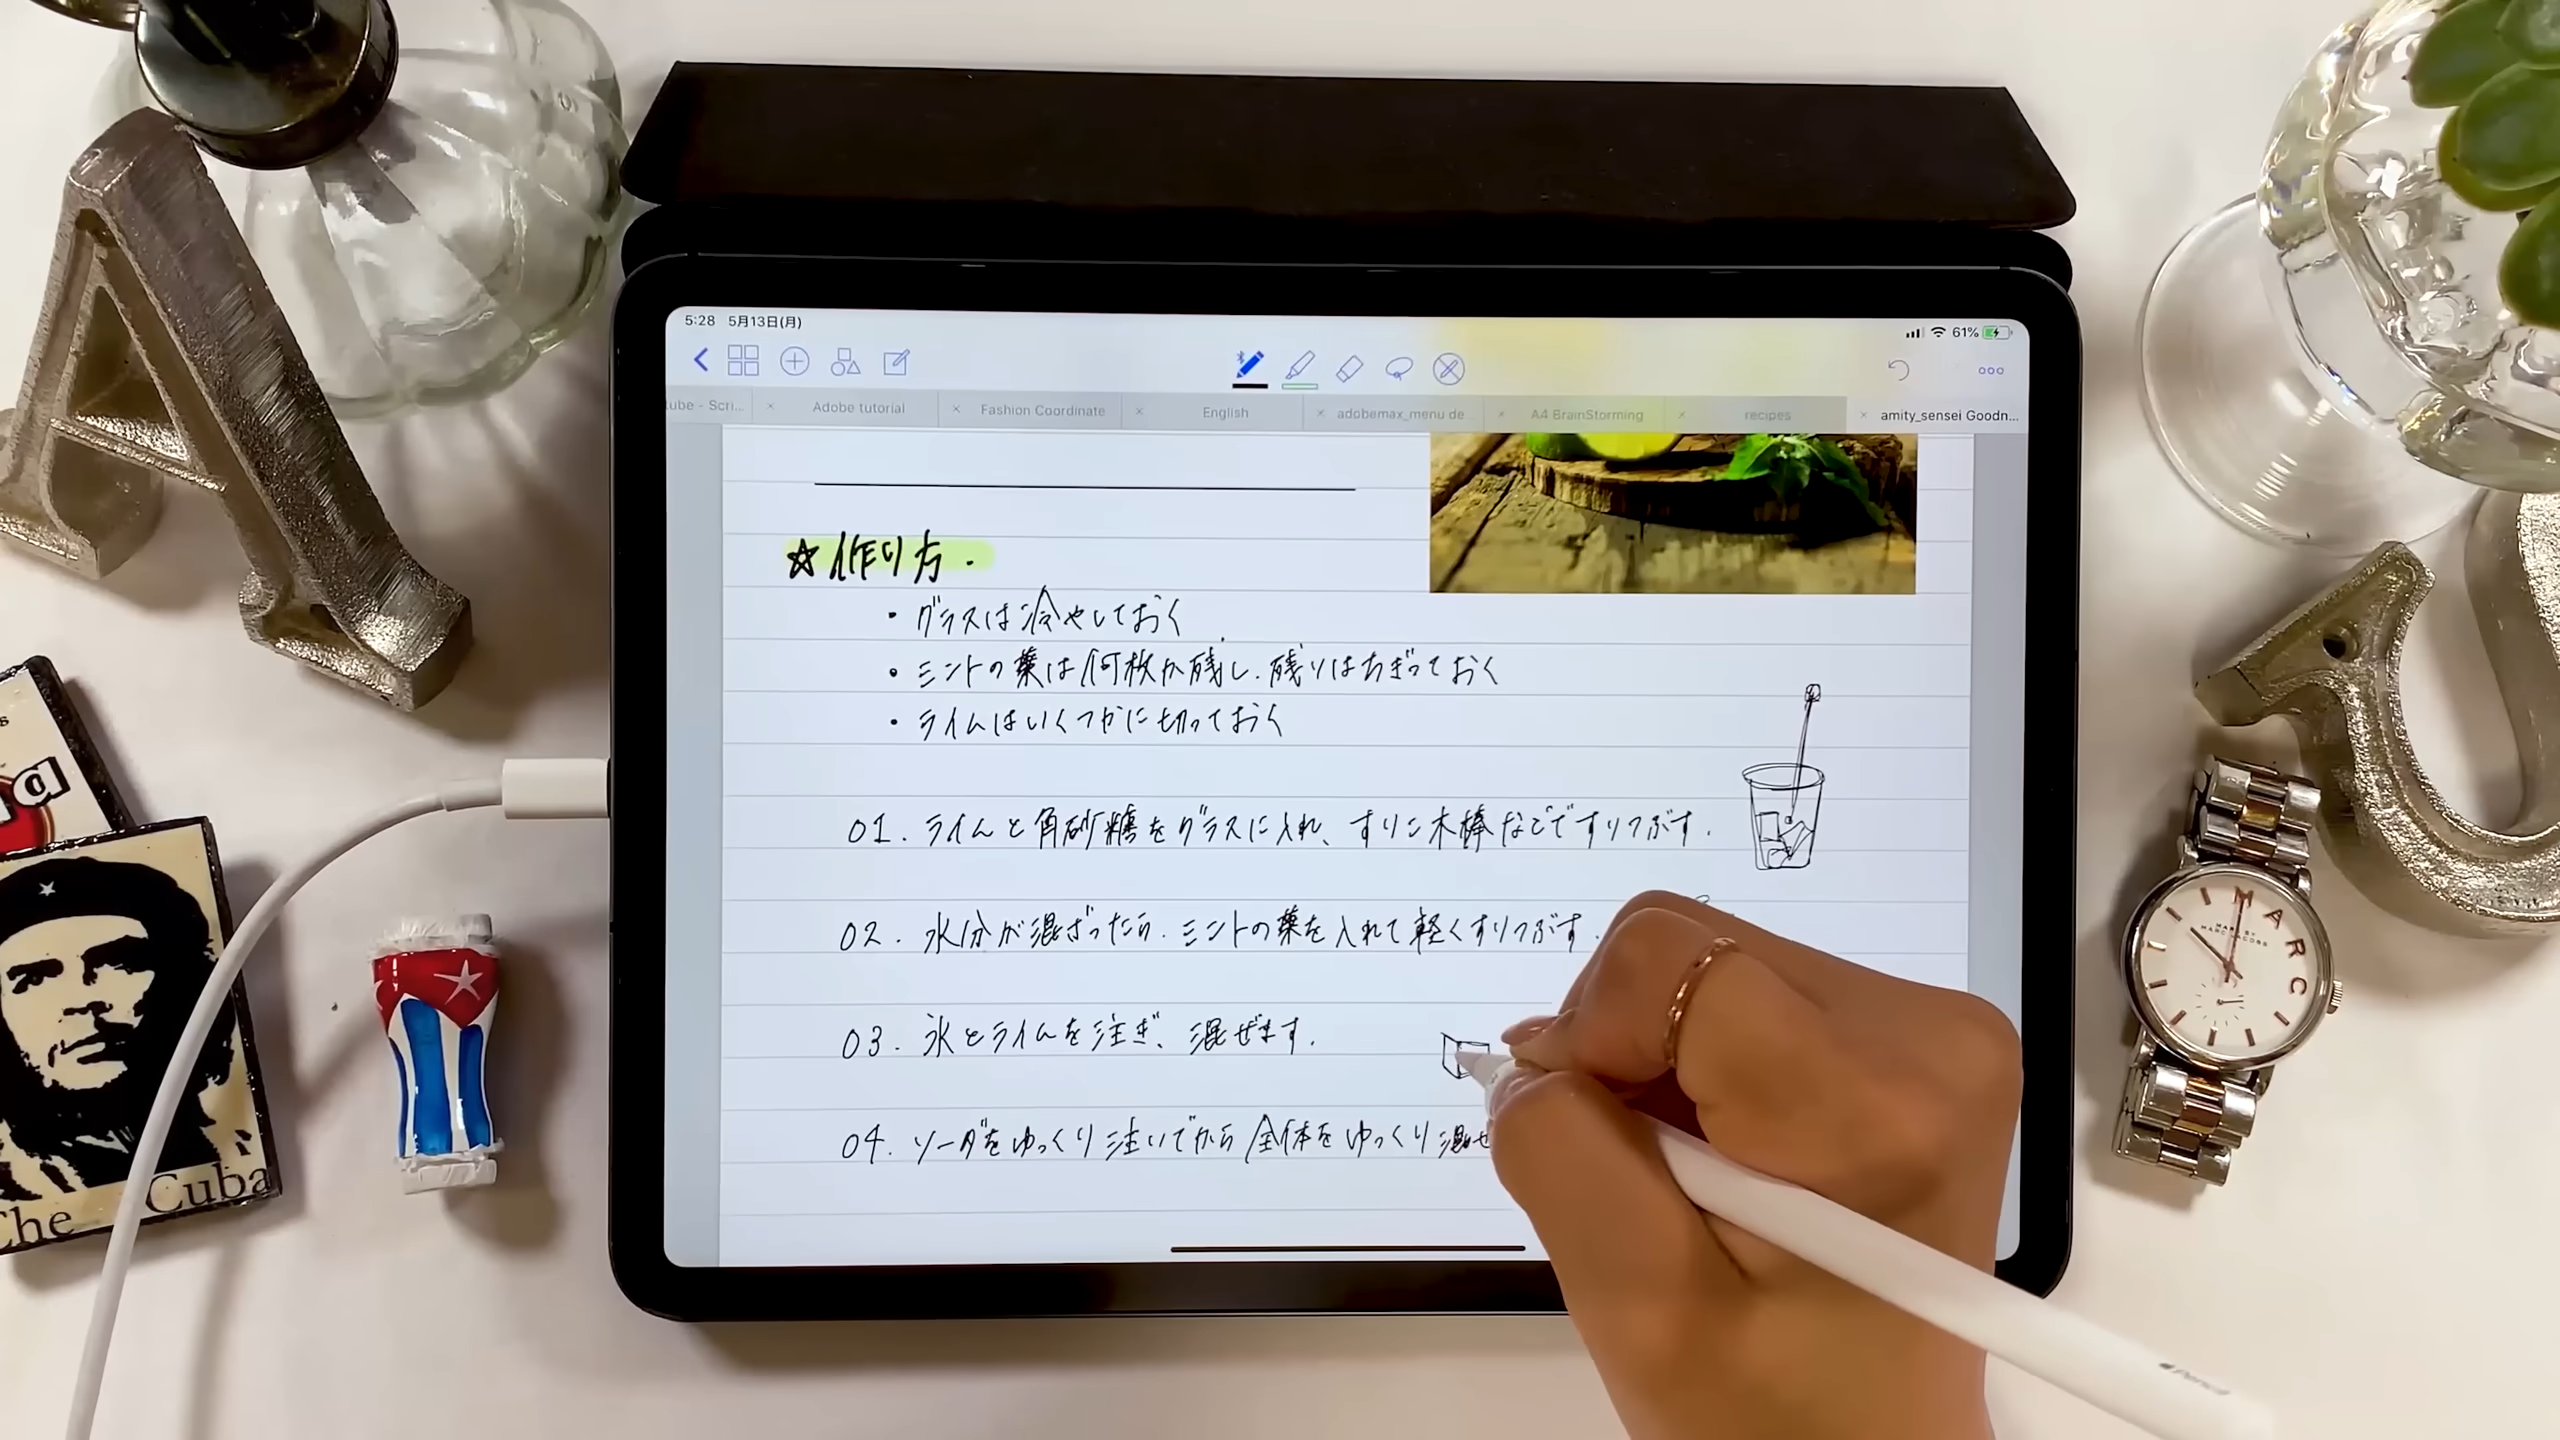 5:28 5月13日(月)
61%
tube - Scri...
Adobe tutorial
Fashion Coordinate
English
adobemax_menu de
A4 BrainStorming
recipes
amity_sensei Goodn...
☆作り方.
・グラスは冷やしておく
・ミントの葉は何枚か残し.残りはちぎっておく
・ライムはいくつかに切っておく
01. ライムと角砂糖をグラスに入れ、すりこ木棒などですりつぶす.
02. 水分が混ざったら.ミントの葉を入れて軽くすりつぶす.
03. 氷とライムを注ぎ、混ぜます.
04. ソーダをゆっくり注いでから全体をゆっくり混せ
Che Cuba
MARC
MARC BY
MARC JACOBS
Pencil